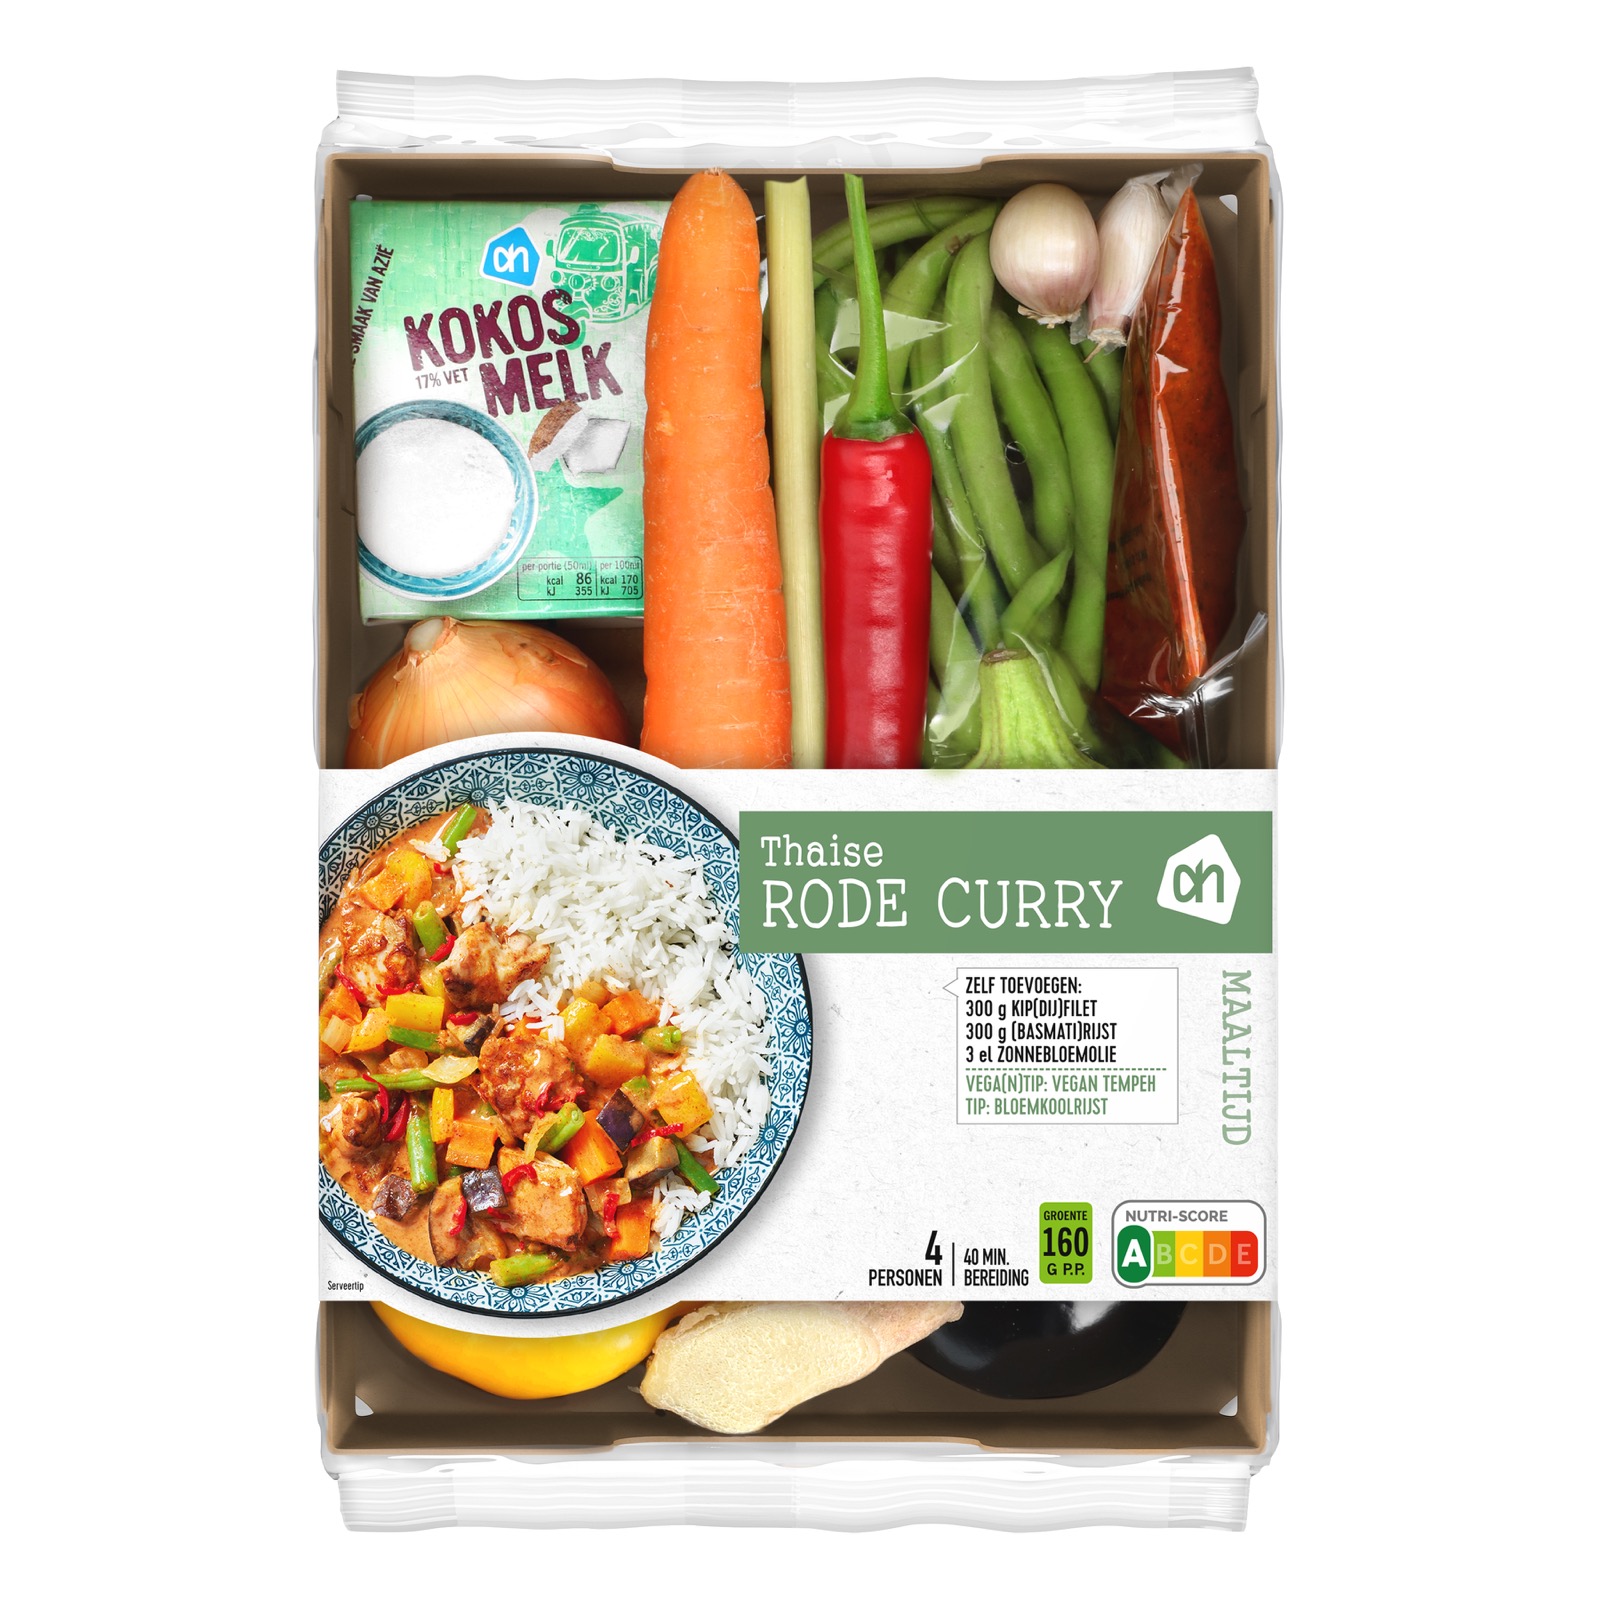 SMAAK VAN AZIË
ah
KOKOS
17% VET MELK
per portie (50ml) per 100ml
kcal 86 kcal 170
kJ 355 kJ 705
Thaise
RODE CURRY
ah
MAALTIJD
ZELF TOEVOEGEN:
300 g KIP(DIJ)FILET
300 g (BASMATI)RIJST
3 el ZONNEBLOEMOLIE
VEGA(N)TIP: VEGAN TEMPEH
TIP: BLOEMKOOLRIJST
4
PERSONEN
40 MIN.
BEREIDING
GROENTE
160
G P.P.
NUTRI-SCORE
A B C D E
Serveertip